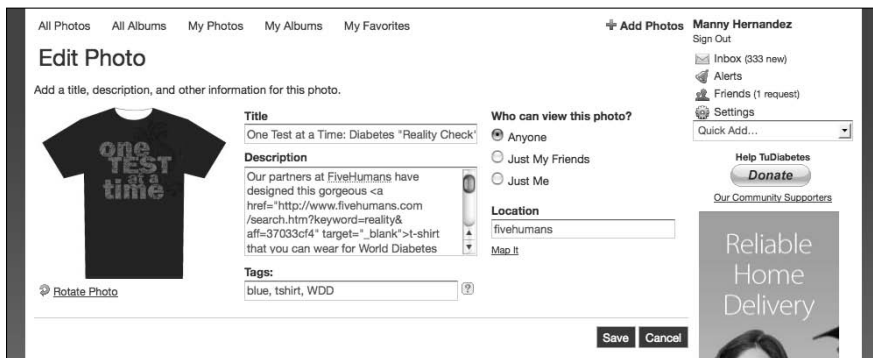 All Photos All Albums My Photos My Albums My Favorites
Add Photos
Edit Photo
Add a title, description, and other information for this photo.
one
TEST
at a
time
Rotate Photo
Title
One Test at a Time: Diabetes "Reality Check"
Description
Our partners at FiveHumans have
designed this gorgeous <a
href="http://www.fivehumans.com
/search.htm?keyword=reality&
aff=37033cf4" target="_blank">t-shirt
that you can wear for World Diabetes
Tags:
blue, tshirt, WDD
?
Who can view this photo?
Anyone
Just My Friends
Just Me
Location
fivehumans
Map It
Save Cancel
Manny Hernandez
Sign Out
Inbox (333 new)
Alerts
Friends (1 request)
Settings
Quick Add...
Help TuDiabetes
Donate
Our Community Supporters
Reliable
Home
Delivery